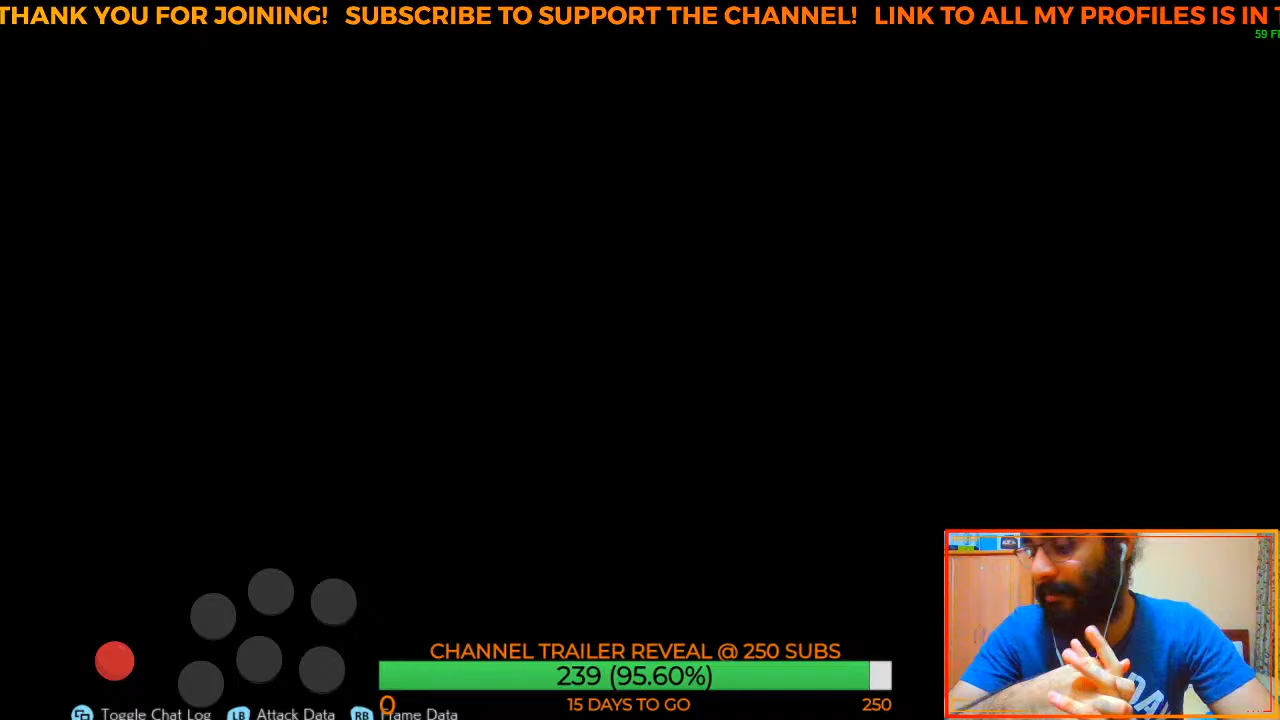 THANK YOU FOR JOINING! SUBSCRIBE TO SUPPORT THE CHANNEL! LINK TO ALL MY PROFILES IS IN
59
CHANNEL TRAILER REVEAL @ 250 SUBS
239 (95.60%)
0 15 DAYS TO GO 250
Toggle Chat Log LB Attack Data RB Frame Data